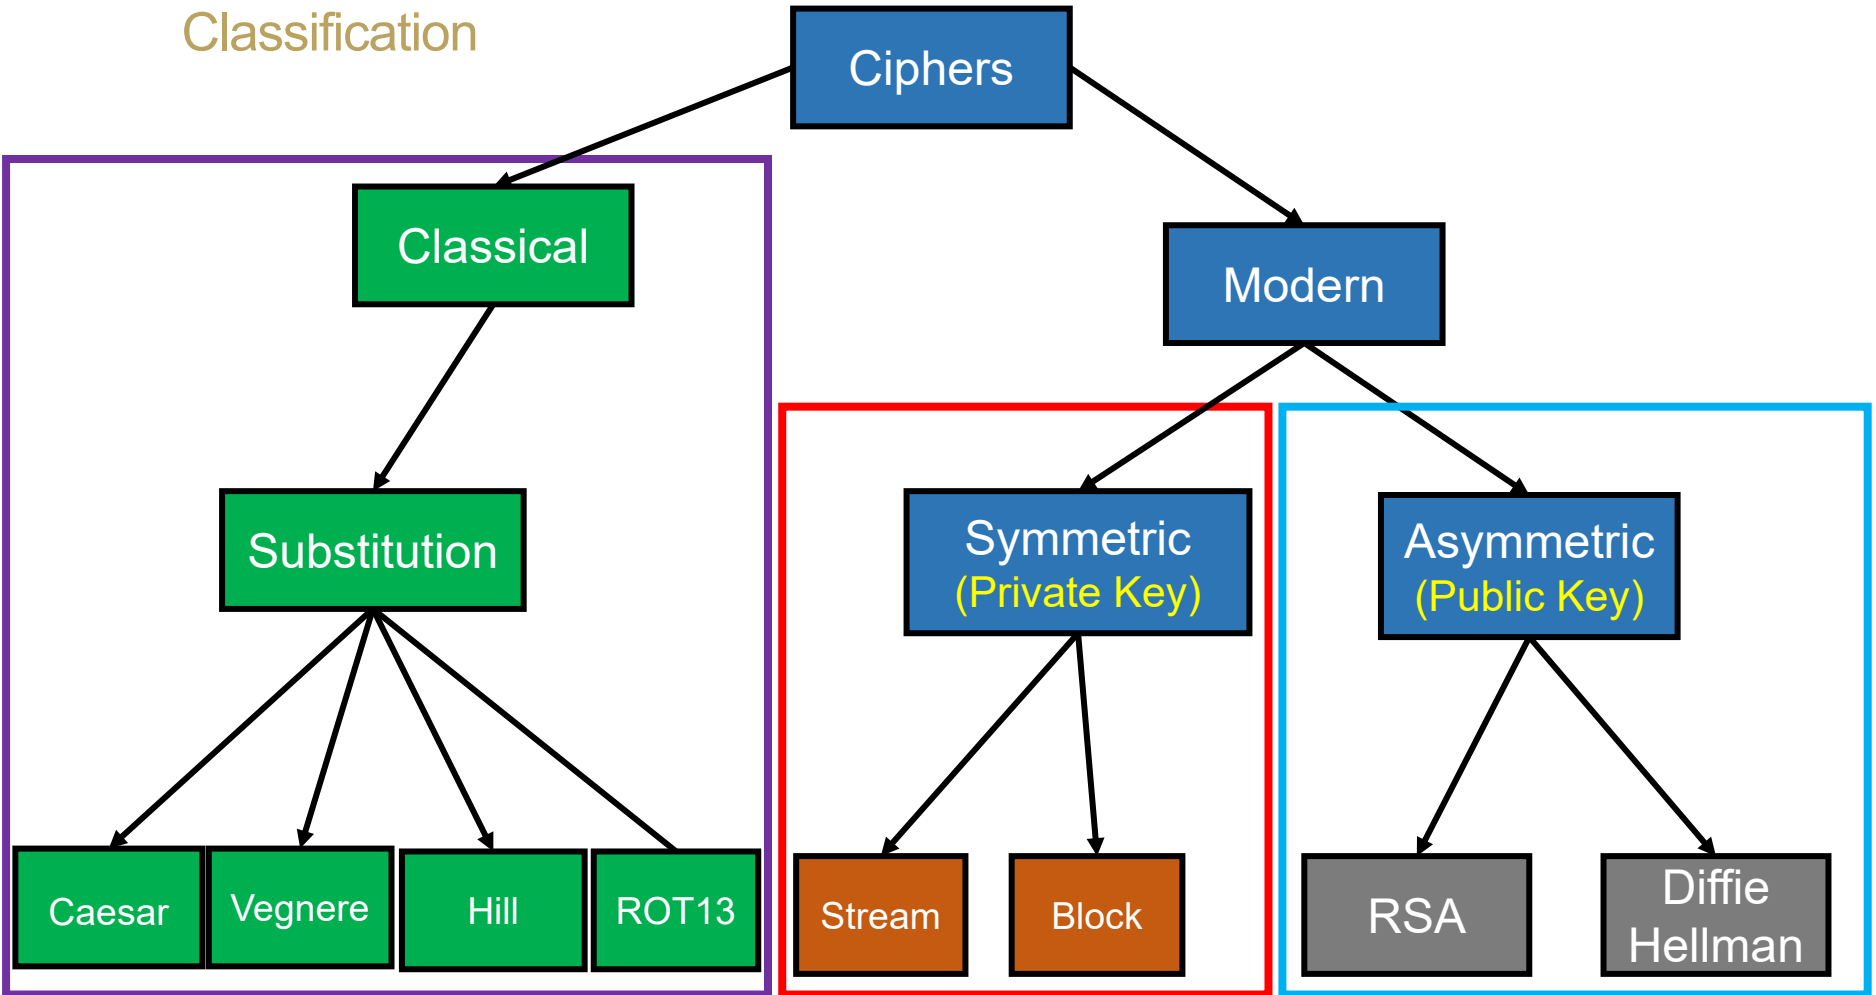 Classification
Ciphers
Classical
Modern
Substitution
Symmetric
(Private Key)
Asymmetric
(Public Key)
Caesar
Vegnere
Hill
ROT13
Stream
Block
RSA
Diffie
Hellman